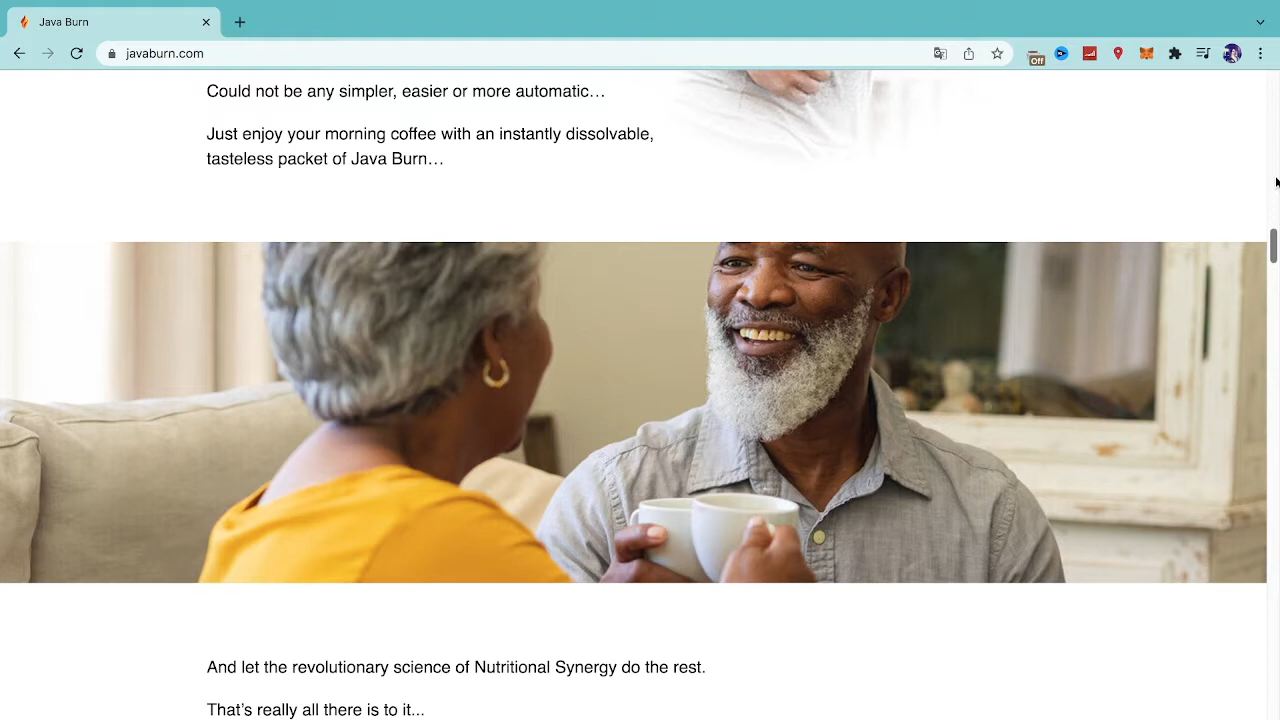 Java Burn
javaburn.com
Off
Could not be any simpler, easier or more automatic…
Just enjoy your morning coffee with an instantly dissolvable,
tasteless packet of Java Burn…
And let the revolutionary science of Nutritional Synergy do the rest.
That’s really all there is to it...